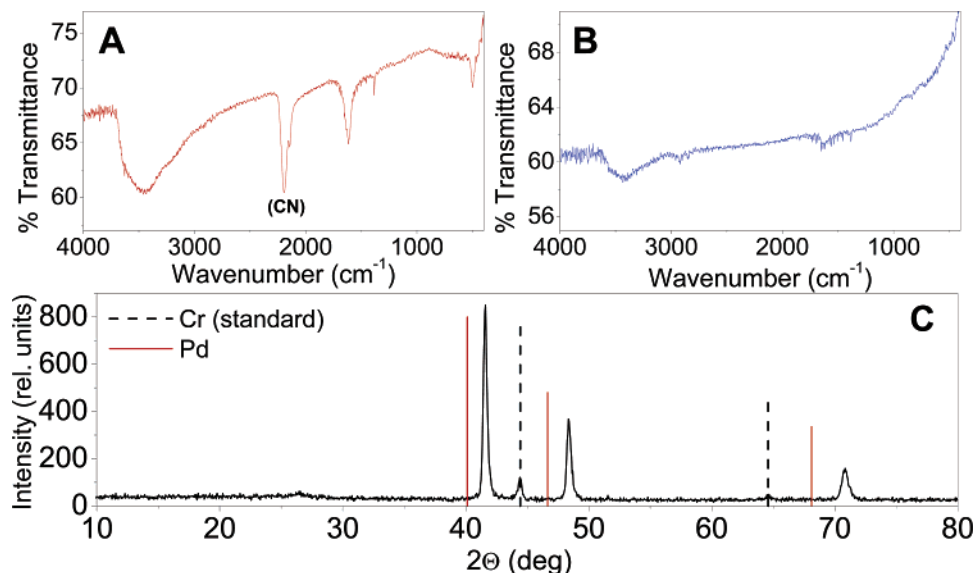 A
75
70
65
60
% Transmittance
(CN)
4000 3000 2000 1000
Wavenumber (cm⁻¹)
B
68
64
60
56
% Transmittance
4000 3000 2000 1000
Wavenumber (cm⁻¹)
C
Cr (standard)
Pd
800
600
400
200
0
Intensity (rel. units)
10 20 30 40 50 60 70 80
2Θ (deg)